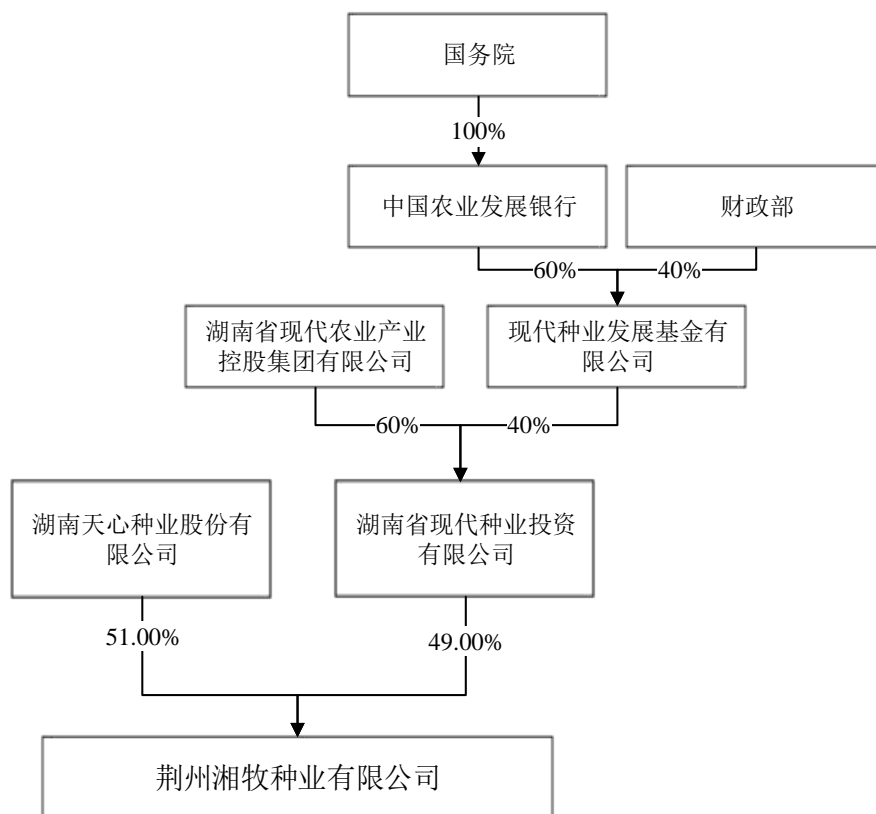 国务院
100%
中国农业发展银行
财政部
60%
40%
湖南省现代农业产业
控股集团有限公司
现代种业发展基金有
限公司
60%
40%
湖南天心种业股份有
限公司
湖南省现代种业投资
有限公司
51.00%
49.00%
荆州湘牧种业有限公司